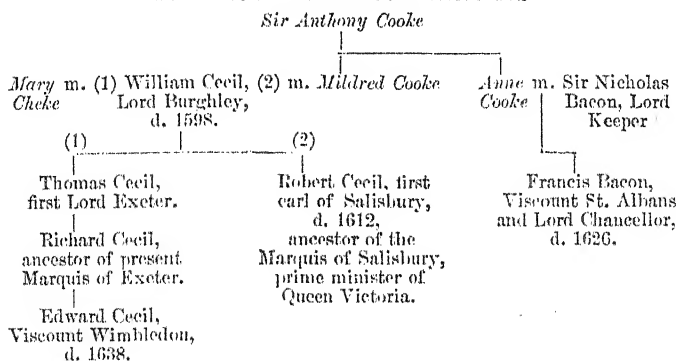 Sir Anthony Cooke
Mary m. (1) William Cecil, (2) m. Mildred Cooke
Cheke Lord Burghley,
d. 1598.
Anne m. Sir Nicholas
Cooke Bacon, Lord
Keeper
(1) (2)
Thomas Cecil,
first Lord Exeter.
Richard Cecil,
ancestor of present
Marquis of Exeter.
Edward Cecil,
Viscount Wimbledon,
d. 1638.
Robert Cecil, first
earl of Salisbury,
d. 1612,
ancestor of the
Marquis of Salisbury,
prime minister of
Queen Victoria.
Francis Bacon,
Viscount St. Albans
and Lord Chancellor,
d. 1626.